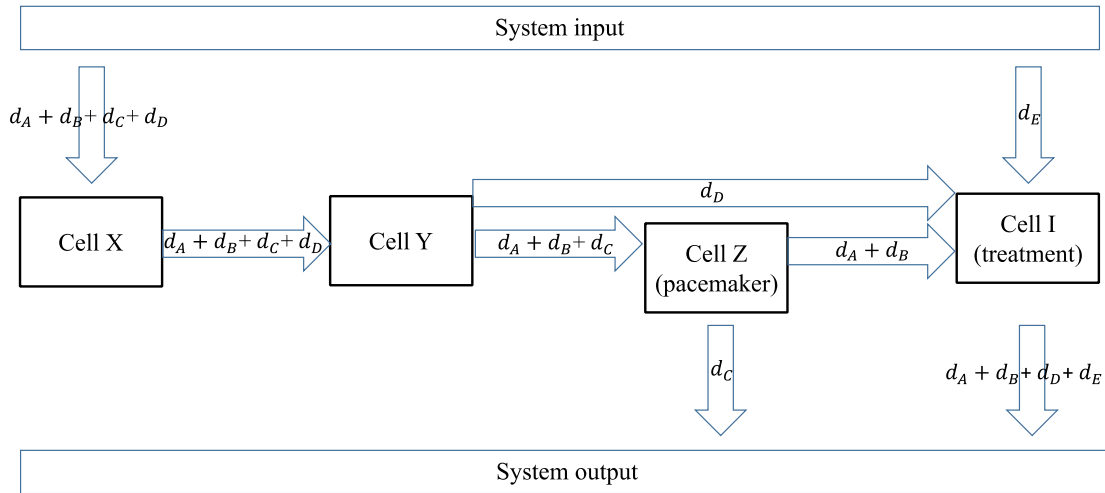 System input
d_A + d_B + d_C + d_D
d_E
d_D
Cell X
d_A + d_B + d_C + d_D
Cell Y
d_A + d_B + d_C
Cell Z
(pacemaker)
d_A + d_B
Cell I
(treatment)
d_C
d_A + d_B + d_D + d_E
System output